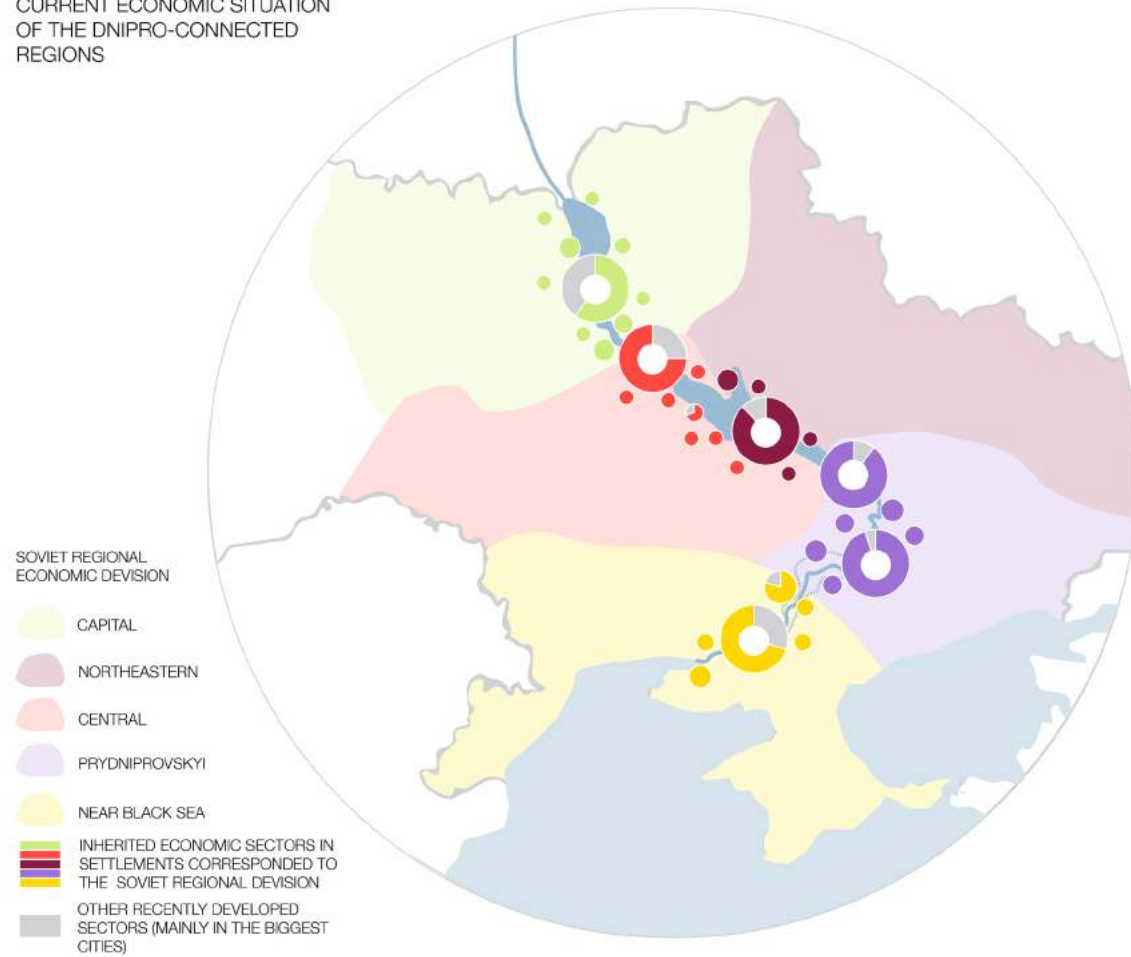 CURRENT ECONOMIC SITUATION
OF THE DNIPRO-CONNECTED
REGIONS
SOVIET REGIONAL
ECONOMIC DEVISION
CAPITAL
NORTHEASTERN
CENTRAL
PRYDNIPROVSKYI
NEAR BLACK SEA
INHERITED ECONOMIC SECTORS IN
SETTLEMENTS CORRESPONDED TO
THE SOVIET REGIONAL DEVISION
OTHER RECENTLY DEVELOPED
SECTORS (MAINLY IN THE BIGGEST
CITIES)